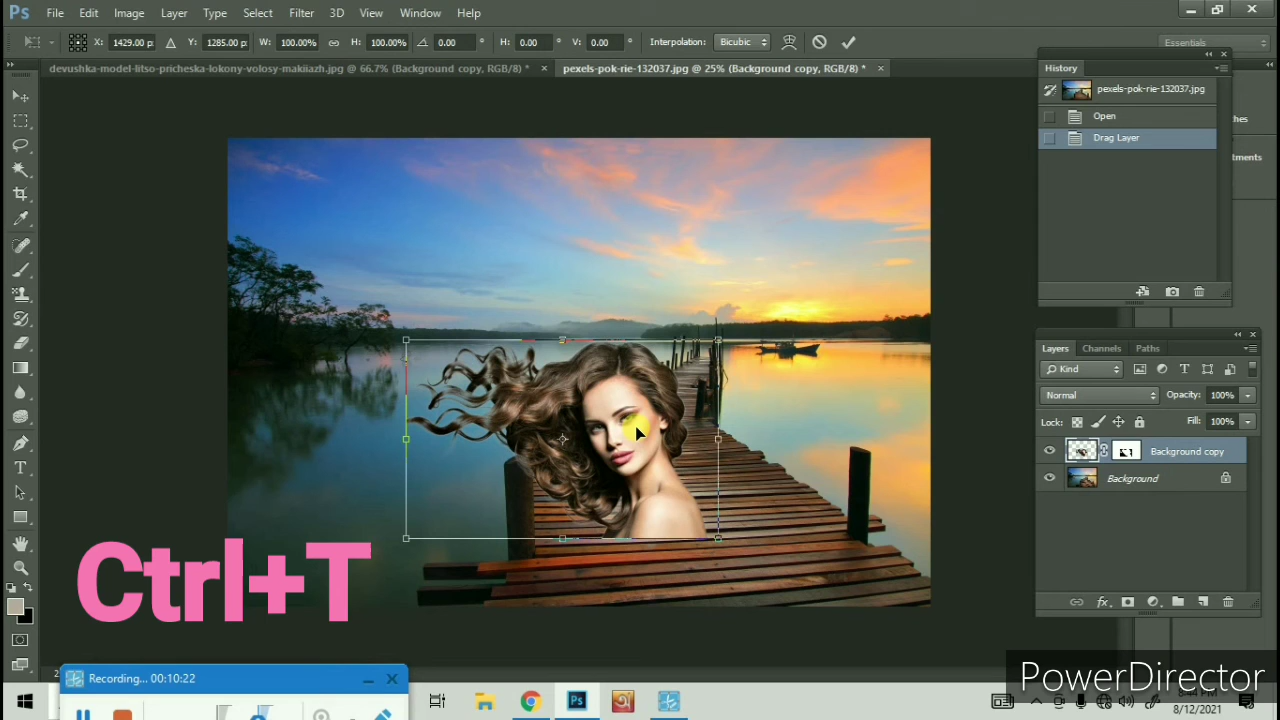 Ps File Edit Image Layer Type Select Filter 3D View Window Help
X: 1429.00 p: Y: 1285.00 p: W: 100.00% H: 100.00% 0.00 ° H: 0.00 ° V: 0.00 ° Interpolation: Bicubic Essentials
devushka-model-litso-pricheska-lokony-volosy-makiiazh.jpg @ 66.7% (Background copy, RGB/8) * × pexels-pok-rie-132037.jpg @ 25% (Background copy, RGB/8) * ×
History
pexels-pok-rie-132037.jpg
Open
Drag Layer
Layers Channels Paths
Kind
Normal Opacity: 100%
Lock: Fill: 100%
Background copy
Background
Ctrl+T
Recording... 00:10:22
PowerDirector
8/12/2021